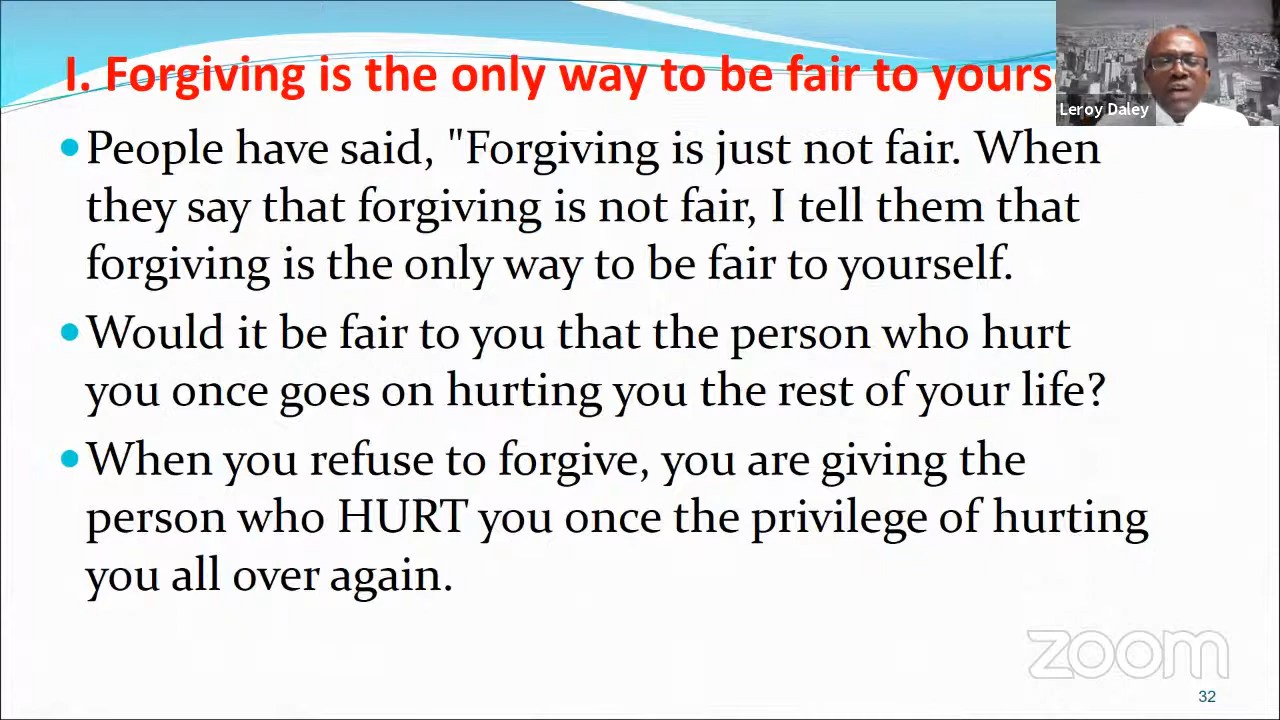 I. Forgiving is the only way to be fair to yours
Leroy Daley
•People have said, "Forgiving is just not fair. When
they say that forgiving is not fair, I tell them that
forgiving is the only way to be fair to yourself.
•Would it be fair to you that the person who hurt
you once goes on hurting you the rest of your life?
•When you refuse to forgive, you are giving the
person who HURT you once the privilege of hurting
you all over again.
zoom
32